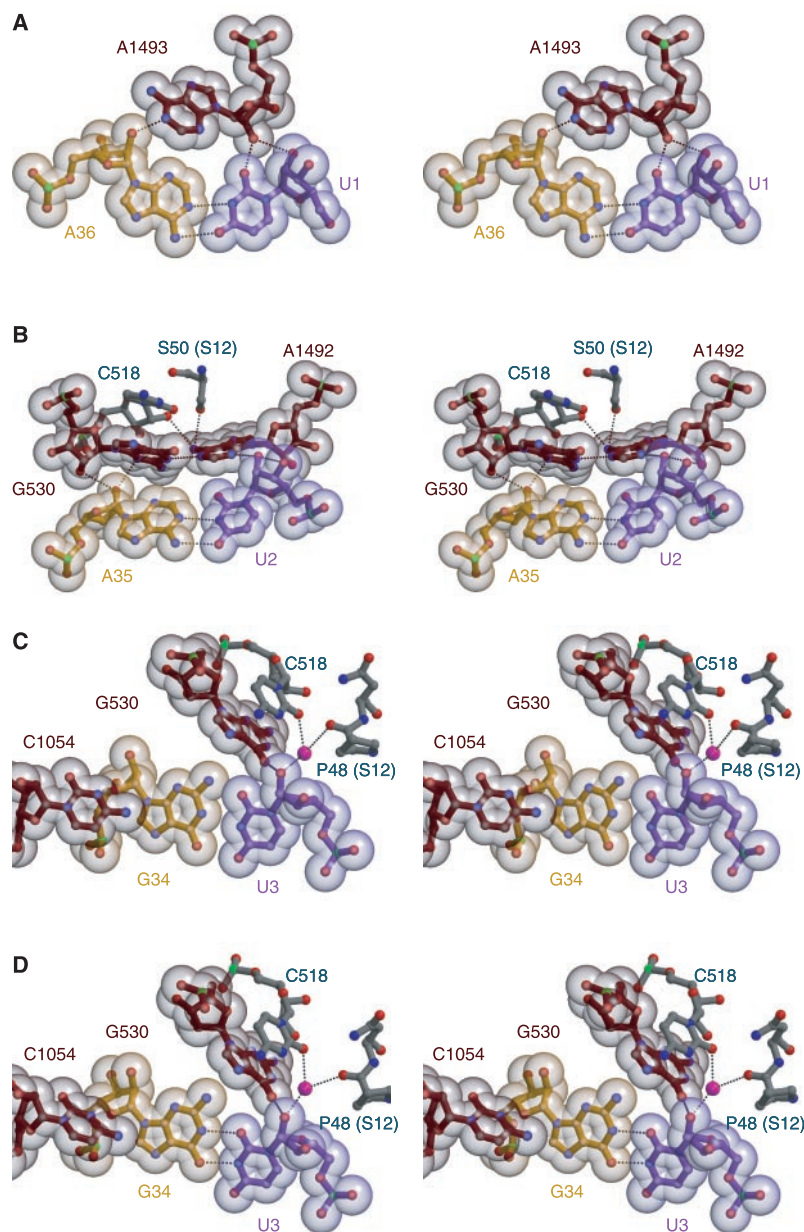 A
A1493
A1493
U1
U1
A36
A36
B
S50 (S12)
A1492
S50 (S12)
A1492
C518
C518
G530
G530
A35
U2
A35
U2
C
C518
C518
G530
G530
C1054
C1054
P48 (S12)
P48 (S12)
G34
U3
G34
U3
D
C518
C518
G530
G530
C1054
C1054
P48 (S12)
P48 (S12)
G34
G34
U3
U3